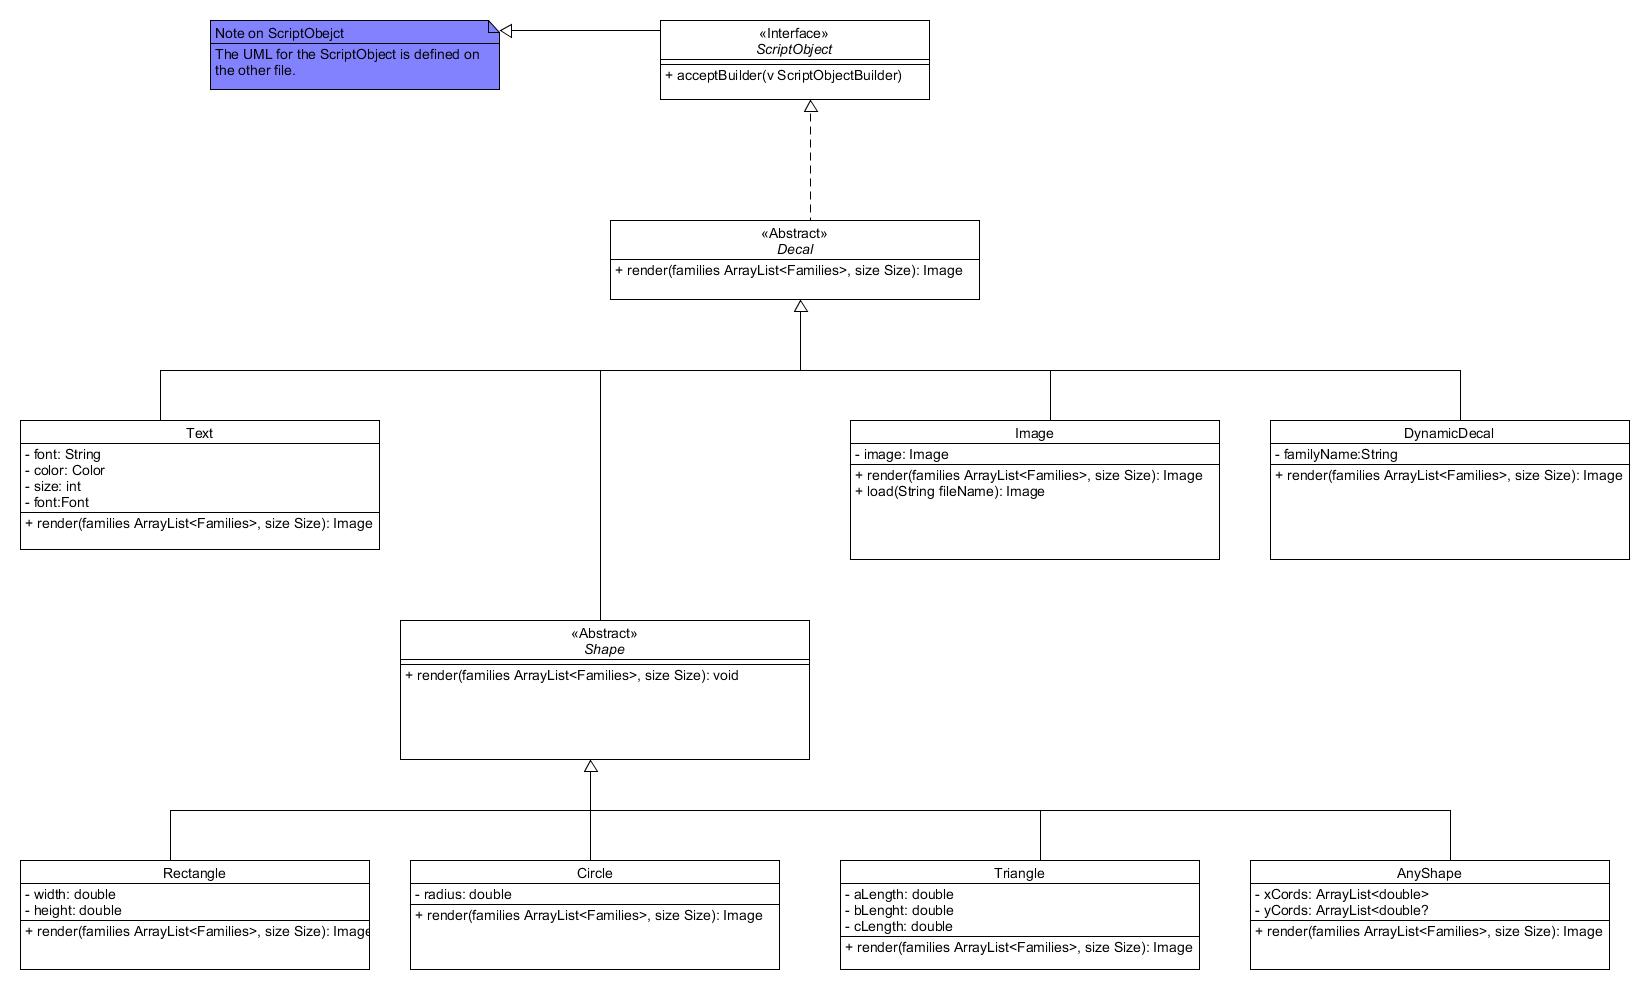 Note on ScriptObejct
The UML for the ScriptObject is defined on
the other file.
«Interface»
ScriptObject
+ acceptBuilder(v ScriptObjectBuilder)
«Abstract»
Decal
+ render(families ArrayList<Families>, size Size): Image
Text
- font: String
- color: Color
- size: int
- font:Font
+ render(families ArrayList<Families>, size Size): Image
Image
- image: Image
+ render(families ArrayList<Families>, size Size): Image
+ load(String fileName): Image
DynamicDecal
- familyName:String
+ render(families ArrayList<Families>, size Size): Image
«Abstract»
Shape
+ render(families ArrayList<Families>, size Size): void
Rectangle
- width: double
- height: double
+ render(families ArrayList<Families>, size Size): Image
Circle
- radius: double
+ render(families ArrayList<Families>, size Size): Image
Triangle
- aLength: double
- bLenght: double
- cLength: double
+ render(families ArrayList<Families>, size Size): Image
AnyShape
- xCords: ArrayList<double>
- yCords: ArrayList<double?
+ render(families ArrayList<Families>, size Size): Image